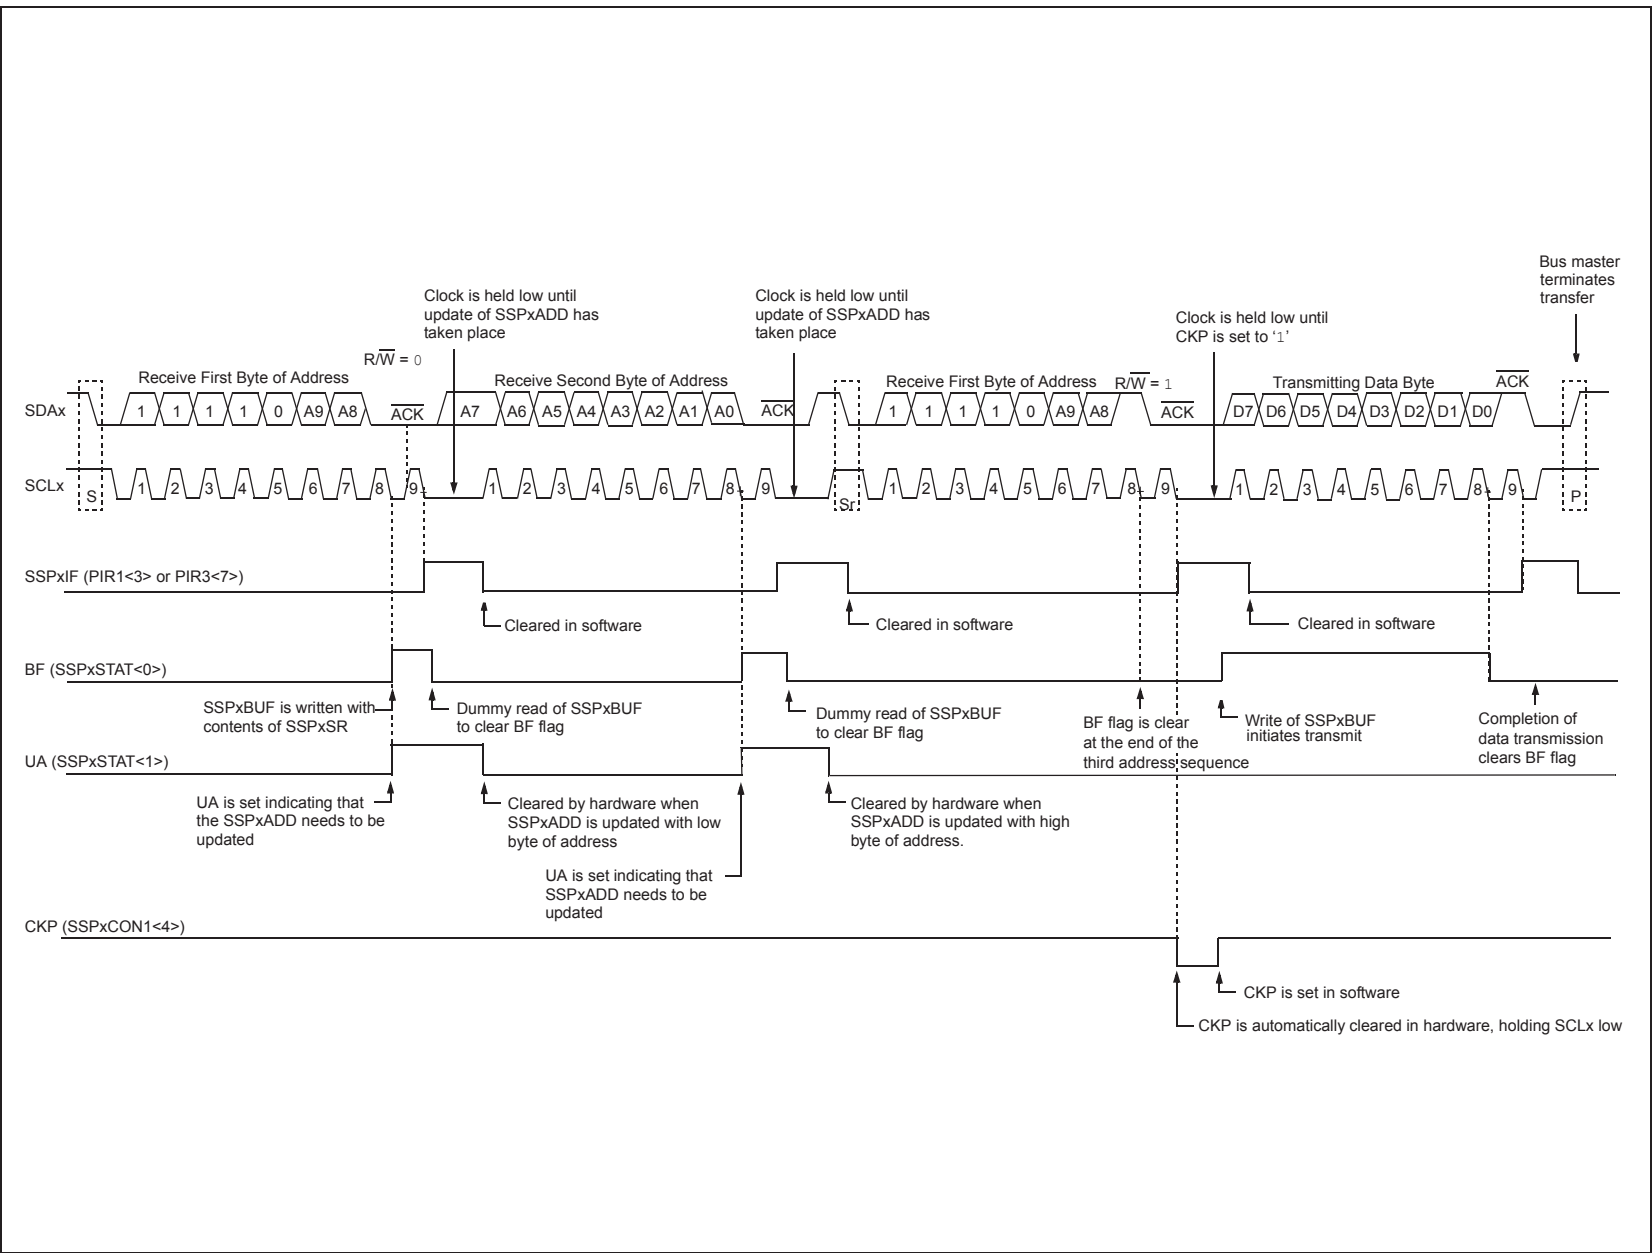 Bus master
terminates
transfer
Clock is held low until
update of SSPxADD has
taken place
Clock is held low until
update of SSPxADD has
taken place
Clock is held low until
CKP is set to ‘1’
R/W = 0
Receive First Byte of Address
Receive Second Byte of Address
Receive First Byte of Address
R/W = 1
Transmitting Data Byte
ACK
SDAx
1 1 1 1 0 A9 A8
ACK
A7 A6 A5 A4 A3 A2 A1 A0
ACK
1 1 1 1 0 A9 A8
ACK
D7 D6 D5 D4 D3 D2 D1 D0
SCLx
S
1 2 3 4 5 6 7 8 9
1 2 3 4 5 6 7 8 9
Sr
1 2 3 4 5 6 7 8 9
1 2 3 4 5 6 7 8 9
P
SSPxIF (PIR1<3> or PIR3<7>)
Cleared in software
Cleared in software
Cleared in software
BF (SSPxSTAT<0>)
SSPxBUF is written with
contents of SSPxSR
Dummy read of SSPxBUF
to clear BF flag
Dummy read of SSPxBUF
to clear BF flag
BF flag is clear
at the end of the
third address sequence
Write of SSPxBUF
initiates transmit
Completion of
data transmission
clears BF flag
UA (SSPxSTAT<1>)
UA is set indicating that
the SSPxADD needs to be
updated
Cleared by hardware when
SSPxADD is updated with low
byte of address
UA is set indicating that
SSPxADD needs to be
updated
Cleared by hardware when
SSPxADD is updated with high
byte of address.
CKP (SSPxCON1<4>)
CKP is set in software
CKP is automatically cleared in hardware, holding SCLx low